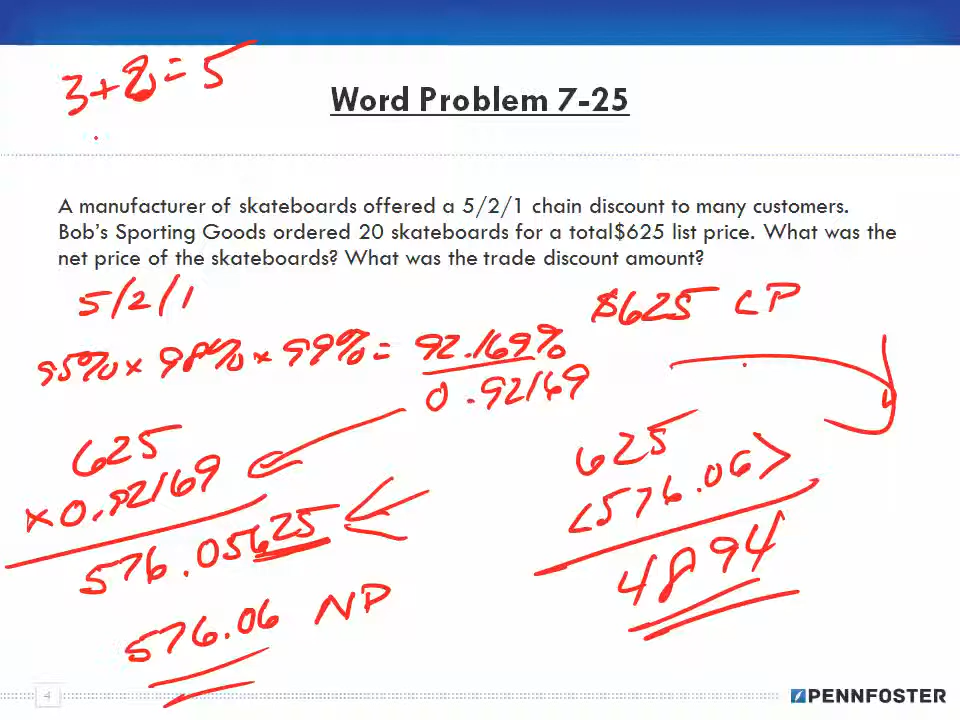 3+2=5
Word Problem 7-25
A manufacturer of skateboards offered a 5/2/1 chain discount to many customers.
Bob's Sporting Goods ordered 20 skateboards for a total$625 list price. What was the
net price of the skateboards? What was the trade discount amount?
5/2/1
$625 LP
95% x 98% x 99% = 92.169%
0.92169
625
x0.92169
576.05625
576.06 NP
625
<576.06>
4894
4
PENNFOSTER